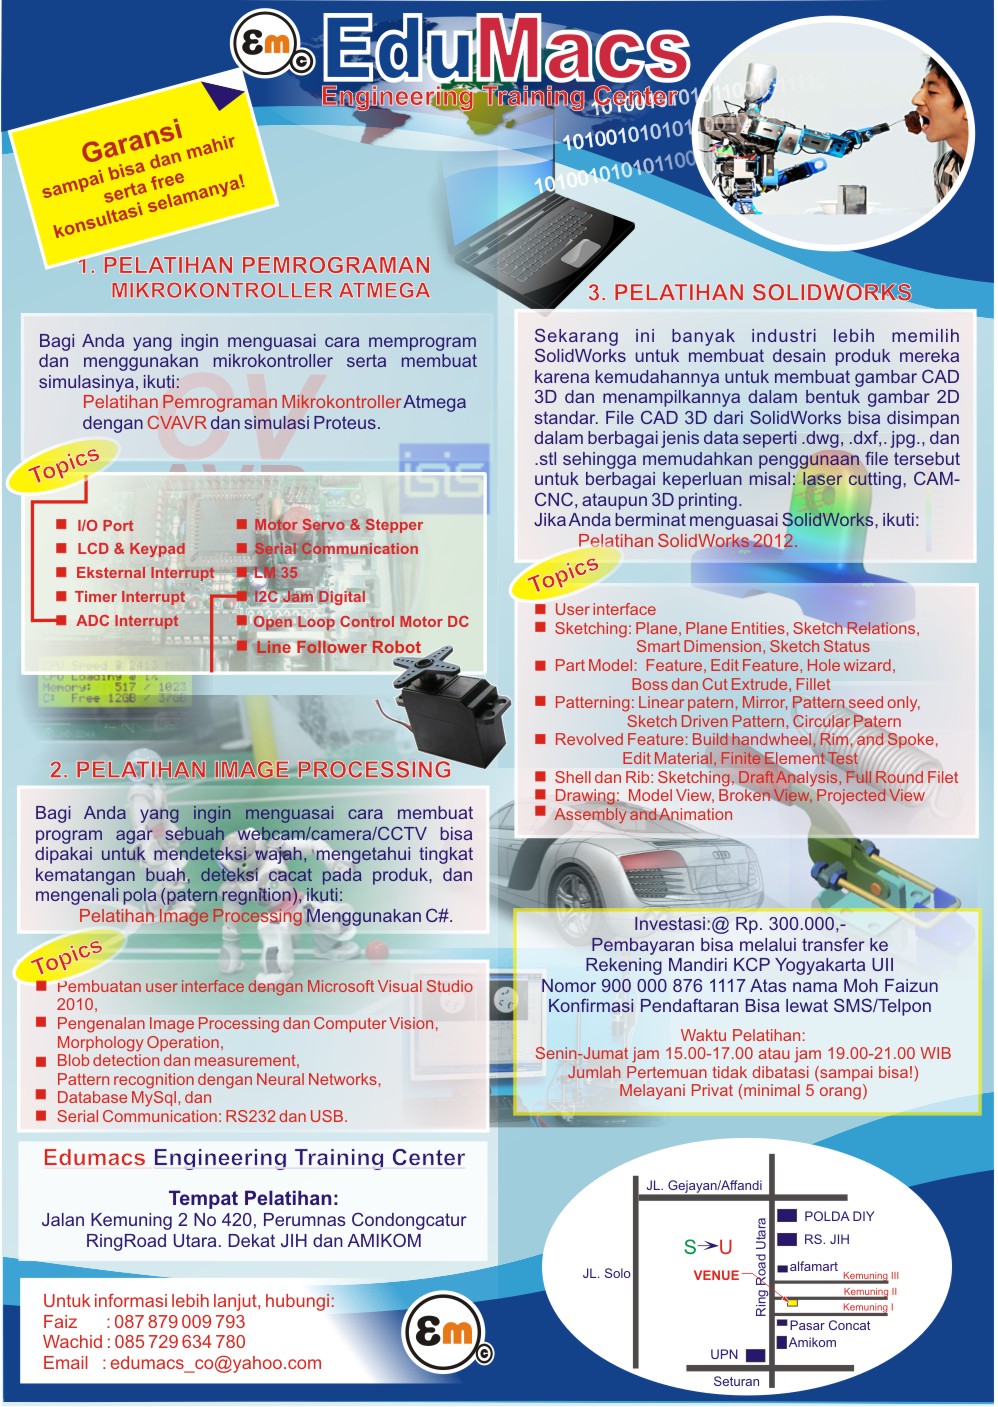 εm
C
EduMacs
Engineering Training Center
Garansi
sampai bisa dan mahir
serta free
konsultasi selamanya!
1. PELATIHAN PEMROGRAMAN
MIKROKONTROLLER ATMEGA
Bagi Anda yang ingin menguasai cara memprogram
dan menggunakan mikrokontroller serta membuat
simulasinya, ikuti:
Pelatihan Pemrograman Mikrokontroller Atmega
dengan CVAVR dan simulasi Proteus.
CV
AVR
isis
Topics
I/O Port
LCD & Keypad
Eksternal Interrupt
Timer Interrupt
ADC Interrupt
Motor Servo & Stepper
Serial Communication
LM 35
I2C Jam Digital
Open Loop Control Motor DC
Line Follower Robot
CPU Loading @ 1%
Memory: 517 / 1023
C: Free 12GB / 37GB
2. PELATIHAN IMAGE PROCESSING
Bagi Anda yang ingin menguasai cara membuat
program agar sebuah webcam/camera/CCTV bisa
dipakai untuk mendeteksi wajah, mengetahui tingkat
kematangan buah, deteksi cacat pada produk, dan
mengenali pola (patern regnition), ikuti:
Pelatihan Image Processing Menggunakan C#.
Topics
Pembuatan user interface dengan Microsoft Visual Studio
2010,
Pengenalan Image Processing dan Computer Vision,
Morphology Operation,
Blob detection dan measurement,
Pattern recognition dengan Neural Networks,
Database MySql, dan
Serial Communication: RS232 dan USB.
Edumacs Engineering Training Center
Tempat Pelatihan:
Jalan Kemuning 2 No 420, Perumnas Condongcatur
RingRoad Utara. Dekat JIH dan AMIKOM
Untuk informasi lebih lanjut, hubungi:
Faiz : 087 879 009 793
Wachid : 085 729 634 780
Email : edumacs_co@yahoo.com
εm
C
3. PELATIHAN SOLIDWORKS
Sekarang ini banyak industri lebih memilih
SolidWorks untuk membuat desain produk mereka
karena kemudahannya untuk membuat gambar CAD
3D dan menampilkannya dalam bentuk gambar 2D
standar. File CAD 3D dari SolidWorks bisa disimpan
dalam berbagai jenis data seperti .dwg, .dxf,. jpg., dan
.stl sehingga memudahkan penggunaan file tersebut
untuk berbagai keperluan misal: laser cutting, CAM-
CNC, ataupun 3D printing.
Jika Anda berminat menguasai SolidWorks, ikuti:
Pelatihan SolidWorks 2012.
Topics
User interface
Sketching: Plane, Plane Entities, Sketch Relations,
Smart Dimension, Sketch Status
Part Model: Feature, Edit Feature, Hole wizard,
Boss dan Cut Extrude, Fillet
Patterning: Linear patern, Mirror, Pattern seed only,
Sketch Driven Pattern, Circular Patern
Revolved Feature: Build handwheel, Rim, and Spoke,
Edit Material, Finite Element Test
Shell dan Rib: Sketching, Draft Analysis, Full Round Filet
Drawing: Model View, Broken View, Projected View
Assembly and Animation
Investasi:@ Rp. 300.000,-
Pembayaran bisa melalui transfer ke
Rekening Mandiri KCP Yogyakarta UII
Nomor 900 000 876 1117 Atas nama Moh Faizun
Konfirmasi Pendaftaran Bisa lewat SMS/Telpon
Waktu Pelatihan:
Senin-Jumat jam 15.00-17.00 atau jam 19.00-21.00 WIB
Jumlah Pertemuan tidak dibatasi (sampai bisa!)
Melayani Privat (minimal 5 orang)
JL. Gejayan/Affandi
POLDA DIY
RS. JIH
S U
JL. Solo
VENUE
Ring Road Utara
alfamart
Kemuning III
Kemuning II
Kemuning I
Pasar Concat
Amikom
UPN
Seturan